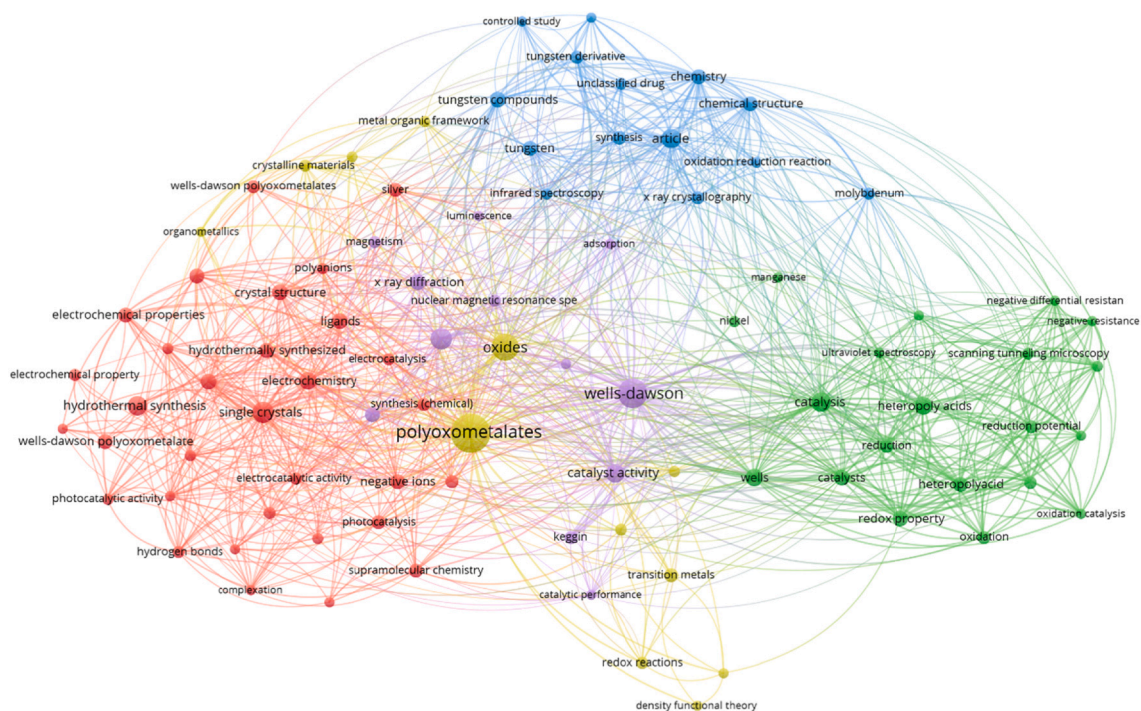 controlled study
tungsten derivative
chemistry
unclassified drug
tungsten compounds
chemical structure
metal organic framework
synthesis
article
tungsten
crystalline materials
oxidation reduction reaction
wells-dawson polyoxometalates
silver
infrared spectroscopy
x ray crystallography
molybdenum
luminescence
organometallics
magnetism
adsorption
polyanions
x ray diffraction
manganese
crystal structure
nuclear magnetic resonance spe
negative differential resistan
electrochemical properties
ligands
nickel
negative resistance
hydrothermally synthesized
oxides
electrocatalysis
ultraviolet spectroscopy
scanning tunneling microscopy
electrochemical property
electrochemistry
wells-dawson
hydrothermal synthesis
synthesis (chemical)
catalysis
heteropoly acids
single crystals
reduction potential
polyoxometalates
wells-dawson polyoxometalate
reduction
catalyst activity
electrocatalytic activity
negative ions
wells
catalysts
heteropolyacid
photocatalytic activity
oxidation catalysis
photocatalysis
redox property
keggin
oxidation
hydrogen bonds
supramolecular chemistry
transition metals
complexation
catalytic performance
redox reactions
density functional theory